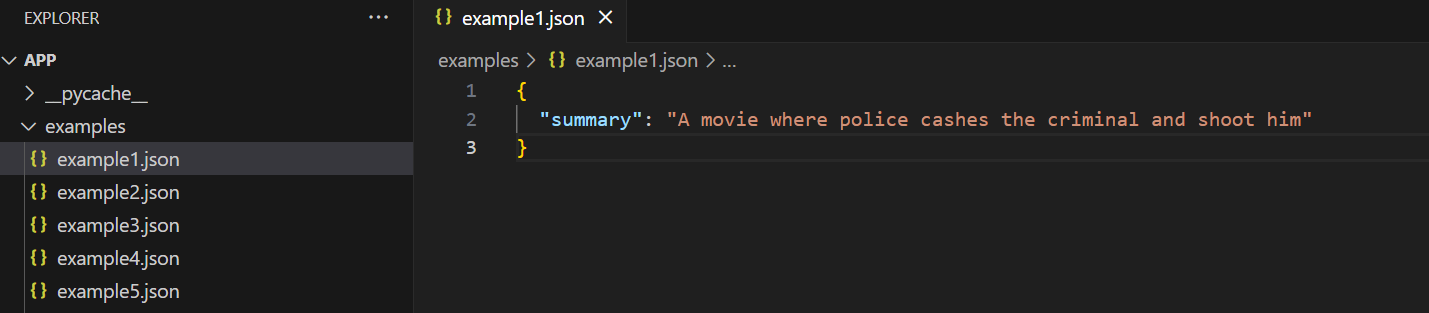 EXPLORER ...
APP
__pycache__
examples
{} example1.json
{} example2.json
{} example3.json
{} example4.json
{} example5.json
{} example1.json ×
examples > {} example1.json > ...
1 {
2 "summary": "A movie where police cashes the criminal and shoot him"
3 }